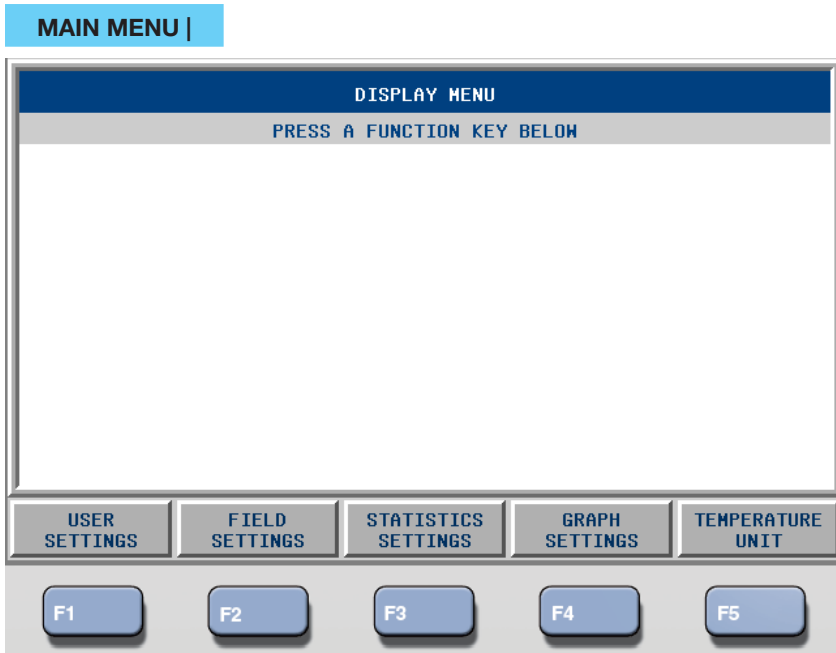 MAIN MENU |
DISPLAY MENU
PRESS A FUNCTION KEY BELOW
USER SETTINGS
FIELD SETTINGS
STATISTICS SETTINGS
GRAPH SETTINGS
TEMPERATURE UNIT
F1
F2
F3
F4
F5